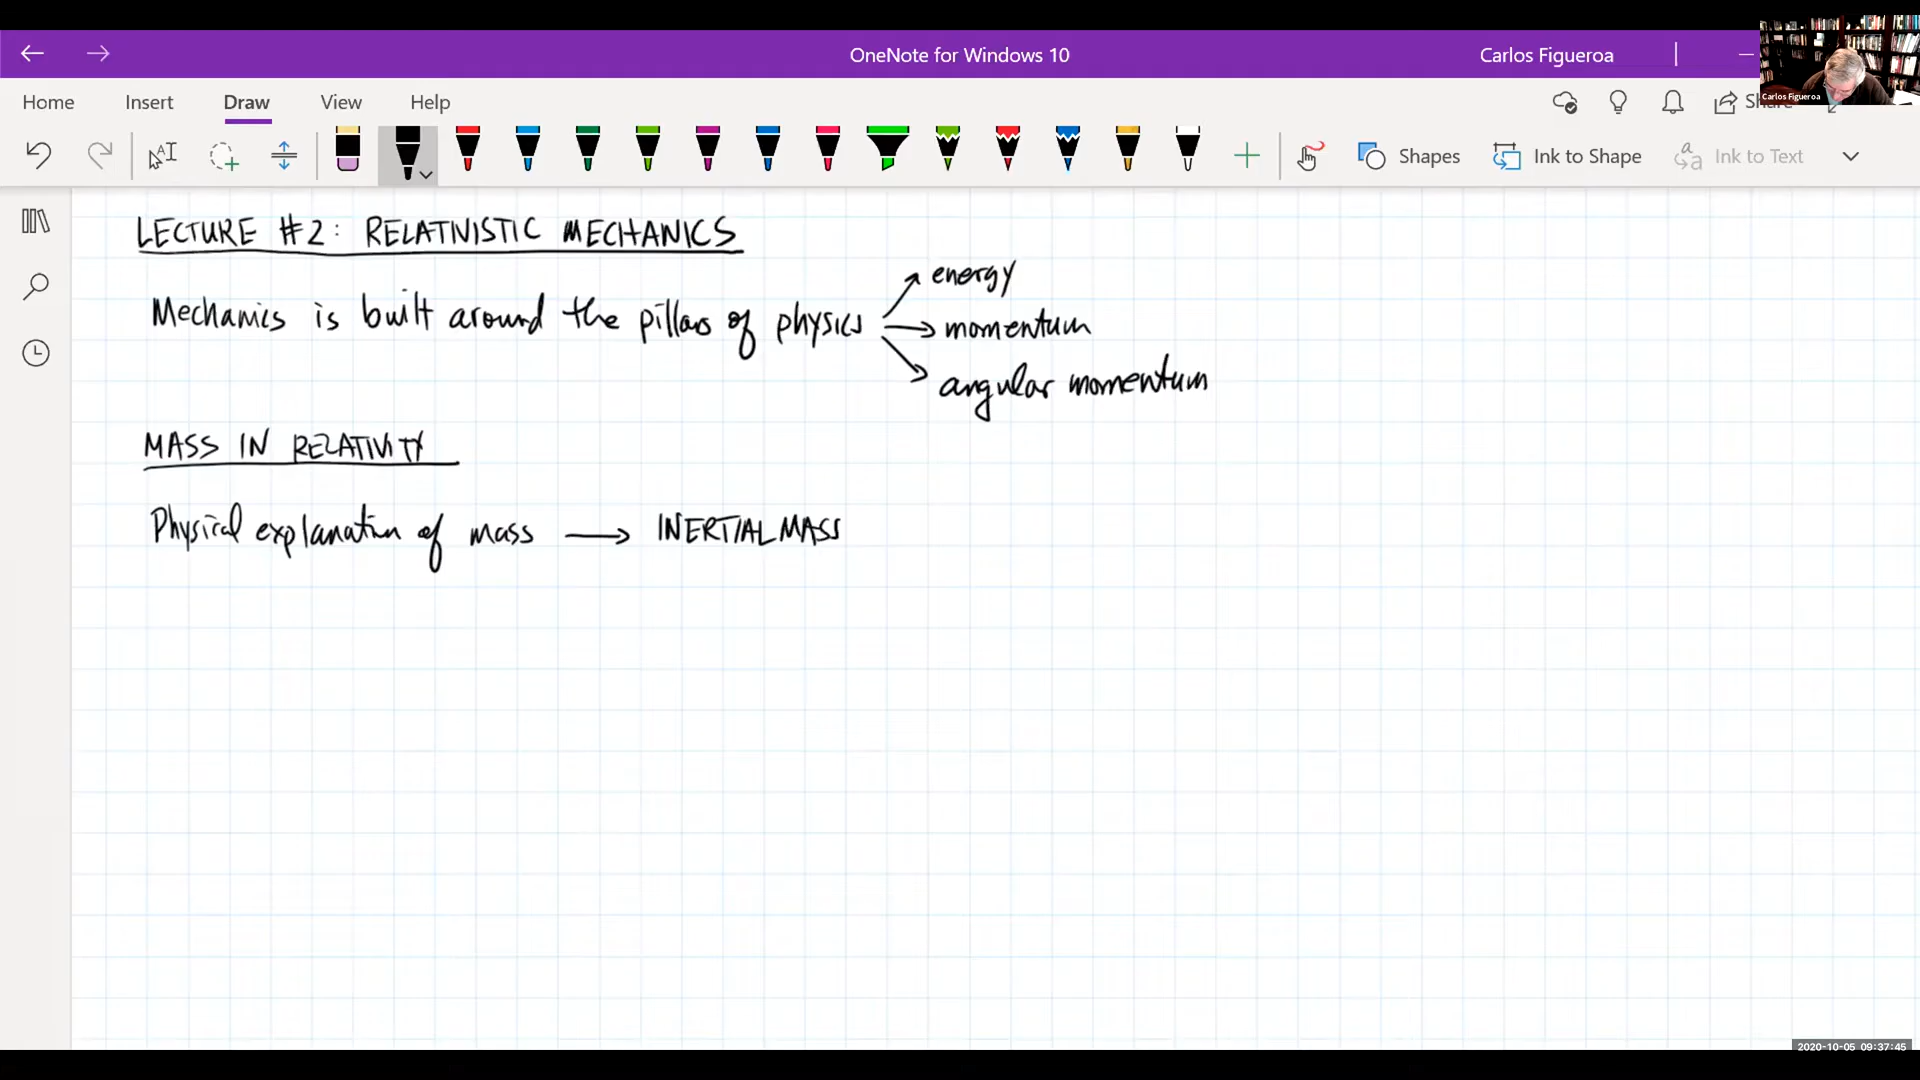 OneNote for Windows 10
Carlos Figueroa
Home Insert Draw View Help
Carlos Figueroa
Shapes Ink to Shape Ink to Text
LECTURE #2: RELATIVISTIC MECHANICS
energy
Mechanics is built around the pillars of physics
momentum
angular momentum
MASS IN RELATIVITY
Physical explanation of mass → INERTIAL MASS
2020-10-05 09:37:45